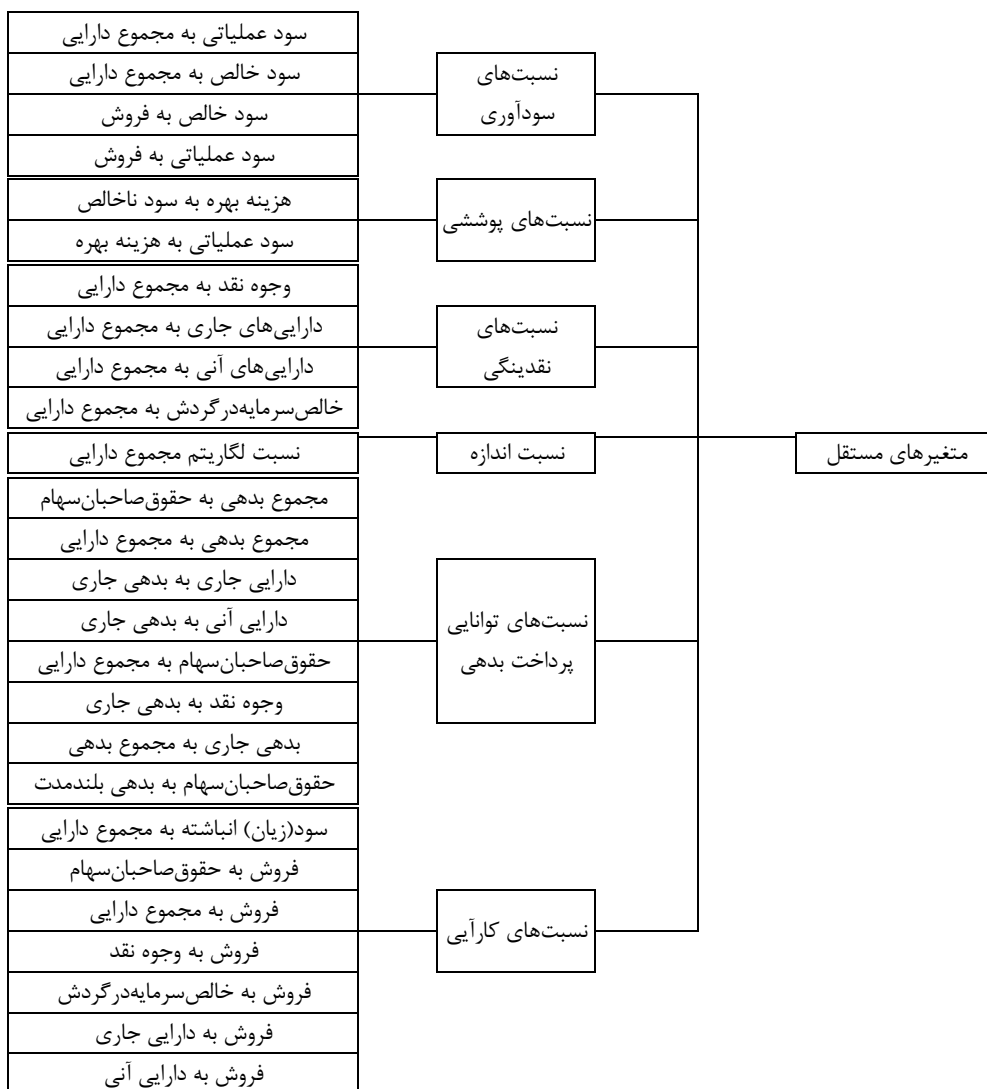 متغیرهای مستقل
نسبت‌های
سودآوری
سود عملیاتی به مجموع دارایی
سود خالص به مجموع دارایی
سود خالص به فروش
سود عملیاتی به فروش
نسبت‌های پوششی
هزینه بهره به سود ناخالص
سود عملیاتی به هزینه بهره
نسبت‌های
نقدینگی
وجوه نقد به مجموع دارایی
دارایی‌های جاری به مجموع دارایی
دارایی‌های آنی به مجموع دارایی
خالص‌سرمایه‌در‌گردش به مجموع دارایی
نسبت اندازه
نسبت لگاریتم مجموع دارایی
نسبت‌های توانایی
پرداخت بدهی
مجموع بدهی به حقوق‌صاحبان‌سهام
مجموع بدهی به مجموع دارایی
دارایی جاری به بدهی جاری
دارایی آنی به بدهی جاری
حقوق‌صاحبان‌سهام به مجموع دارایی
وجوه نقد به بدهی جاری
بدهی جاری به مجموع بدهی
حقوق‌صاحبان‌سهام به بدهی بلندمدت
نسبت‌های کارآیی
سود(زیان) انباشته به مجموع دارایی
فروش به حقوق‌صاحبان‌سهام
فروش به مجموع دارایی
فروش به وجوه نقد
فروش به خالص‌سرمایه‌در‌گردش
فروش به دارایی جاری
فروش به دارایی آنی